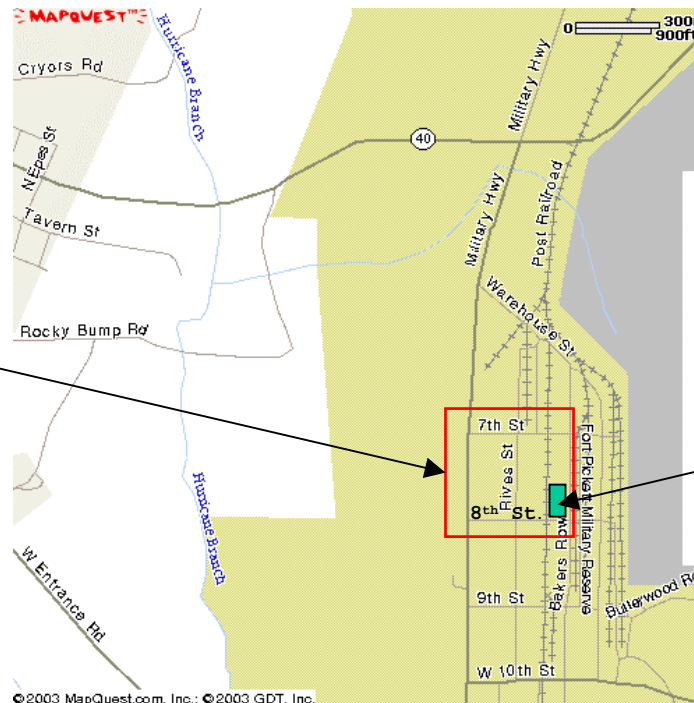 MAPQUEST™
Cryors Rd
Hurricane Branch
0 300m
900ft
Military Hwy
N Epes St
40
Tavern St
Military Hwy
Post Railroad
Warehouse St
Rocky Bump Rd
7th St
Rives St
Fort Pickett Military Reserve
Hurricane Branch
8th St.
Bakers Row
W Entrance Rd
9th St
Butterwood Rd
W 10th St
©2003 MapQuest.com, Inc.; ©2003 GDT, Inc.